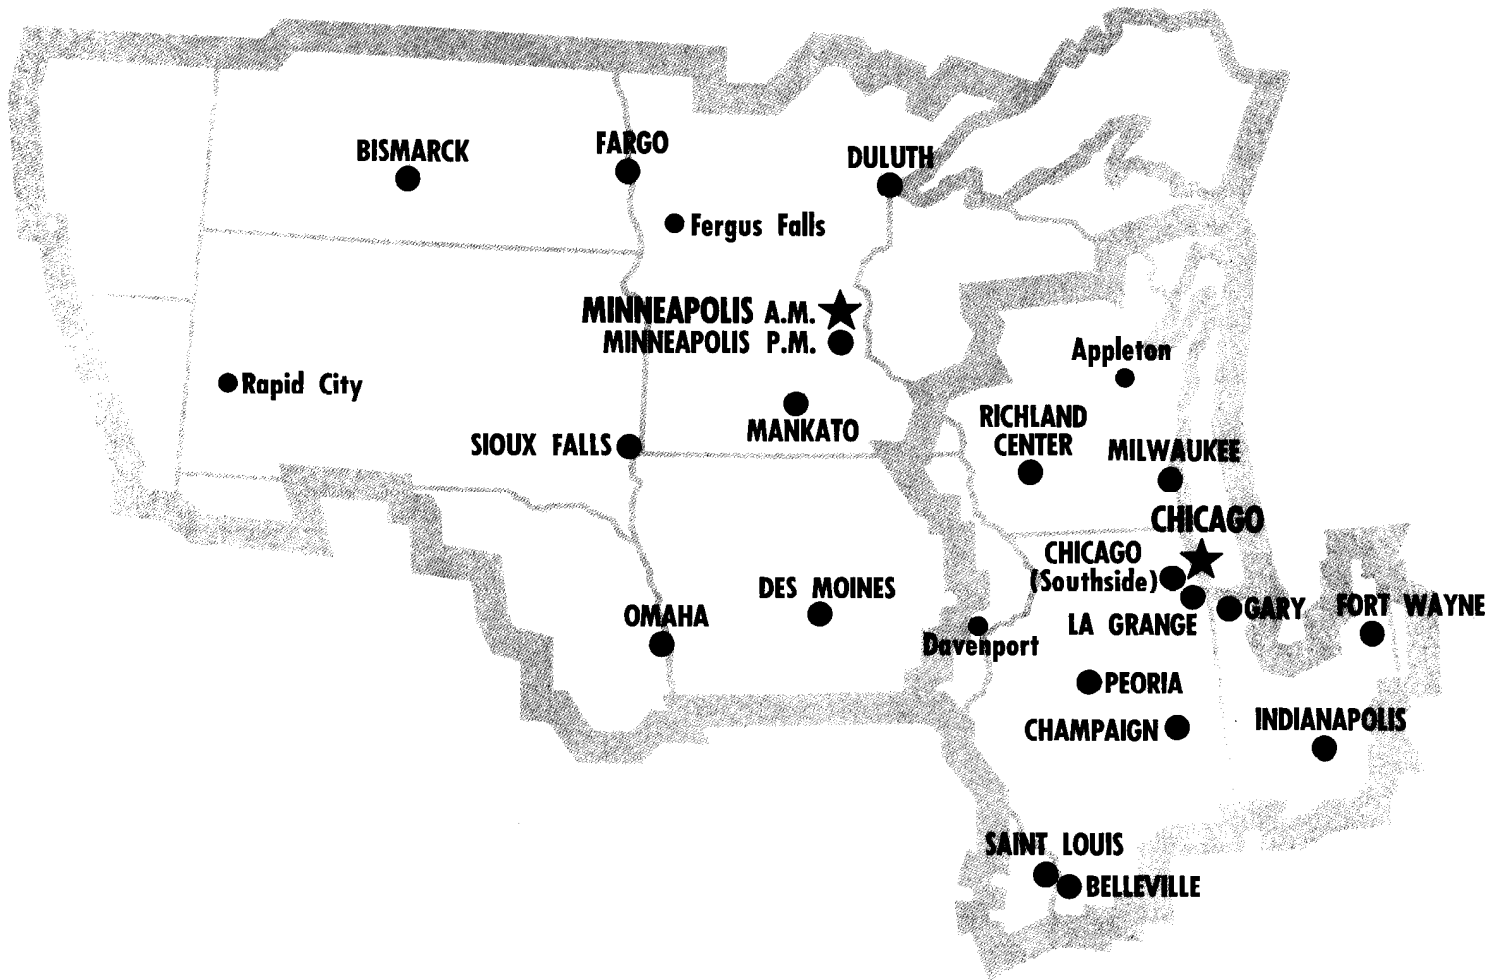 BISMARCK
FARGO
DULUTH
Fergus Falls
MINNEAPOLIS A.M.
MINNEAPOLIS P.M.
Appleton
Rapid City
RICHLAND
CENTER
MANKATO
SIOUX FALLS
MILWAUKEE
CHICAGO
CHICAGO
(Southside)
DES MOINES
OMAHA
LA GRANGE
GARY
FORT WAYNE
Davenport
PEORIA
CHAMPAIGN
INDIANAPOLIS
SAINT LOUIS
BELLEVILLE